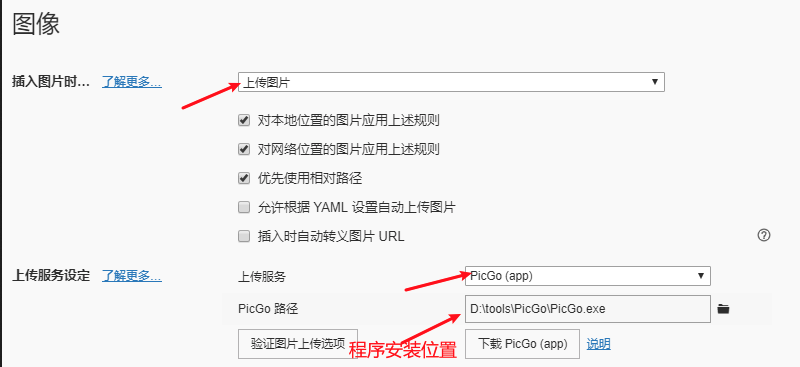 图像
插入图片时... 了解更多... 上传图片
对本地位置的图片应用上述规则
对网络位置的图片应用上述规则
优先使用相对路径
允许根据 YAML 设置自动上传图片
插入时自动转义图片 URL
上传服务设定 了解更多... 上传服务 PicGo (app)
PicGo 路径 D:\tools\PicGo\PicGo.exe
验证图片上传选项 程序安装位置 下载 PicGo (app) 说明